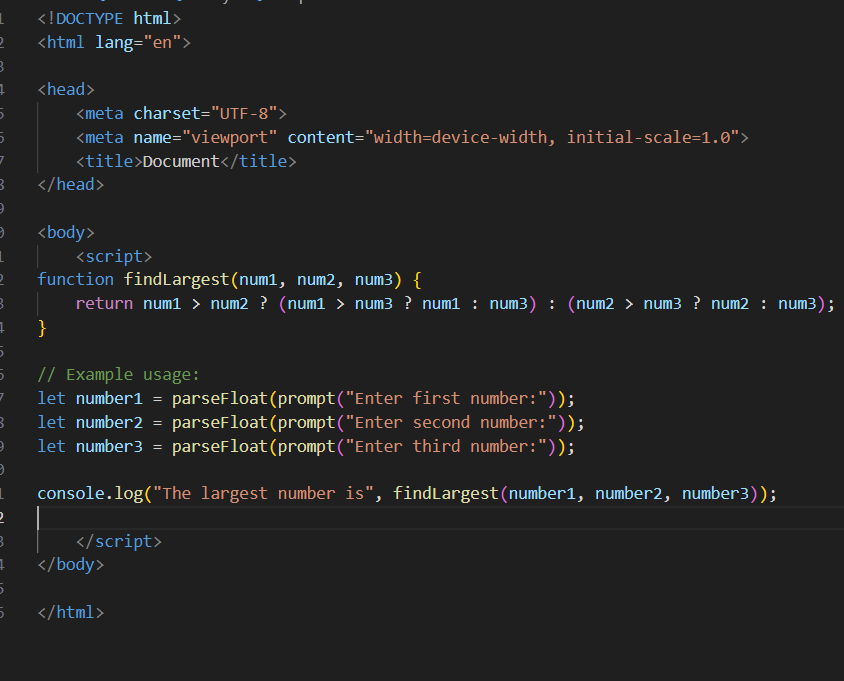 <!DOCTYPE html>
<html lang="en">
<head>
    <meta charset="UTF-8">
    <meta name="viewport" content="width=device-width, initial-scale=1.0">
    <title>Document</title>
</head>
<body>
    <script>
function findLargest(num1, num2, num3) {
    return num1 > num2 ? (num1 > num3 ? num1 : num3) : (num2 > num3 ? num2 : num3);
}
// Example usage:
let number1 = parseFloat(prompt("Enter first number:"));
let number2 = parseFloat(prompt("Enter second number:"));
let number3 = parseFloat(prompt("Enter third number:"));
console.log("The largest number is", findLargest(number1, number2, number3));
    </script>
</body>
</html>